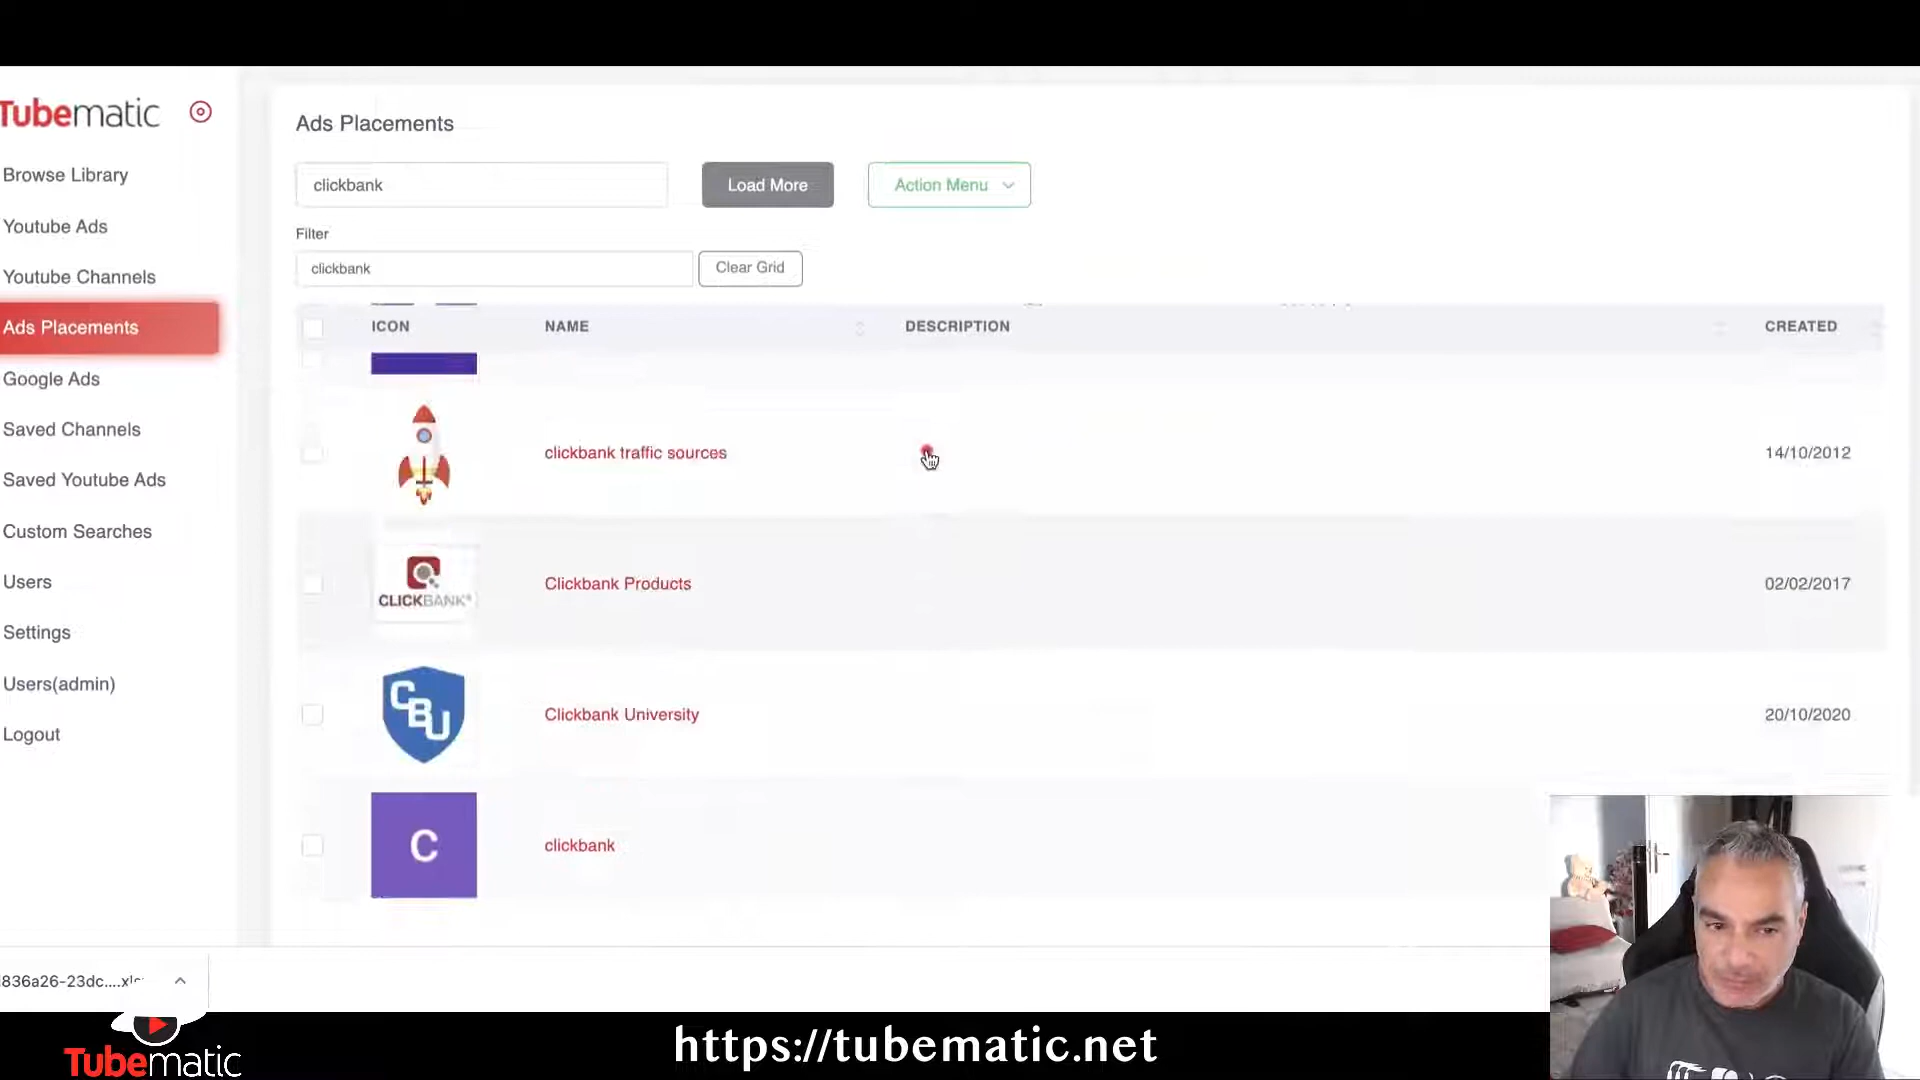 Tubematic
Browse Library
Youtube Ads
Youtube Channels
Ads Placements
Google Ads
Saved Channels
Saved Youtube Ads
Custom Searches
Users
Settings
Users(admin)
Logout
Ads Placements
clickbank
Load More
Action Menu
Filter
clickbank
Clear Grid
ICON NAME DESCRIPTION CREATED
clickbank traffic sources 14/10/2012
CLICKBANK Clickbank Products 02/02/2017
CBU Clickbank University 20/10/2020
C clickbank
Tubematic
https://tubematic.net